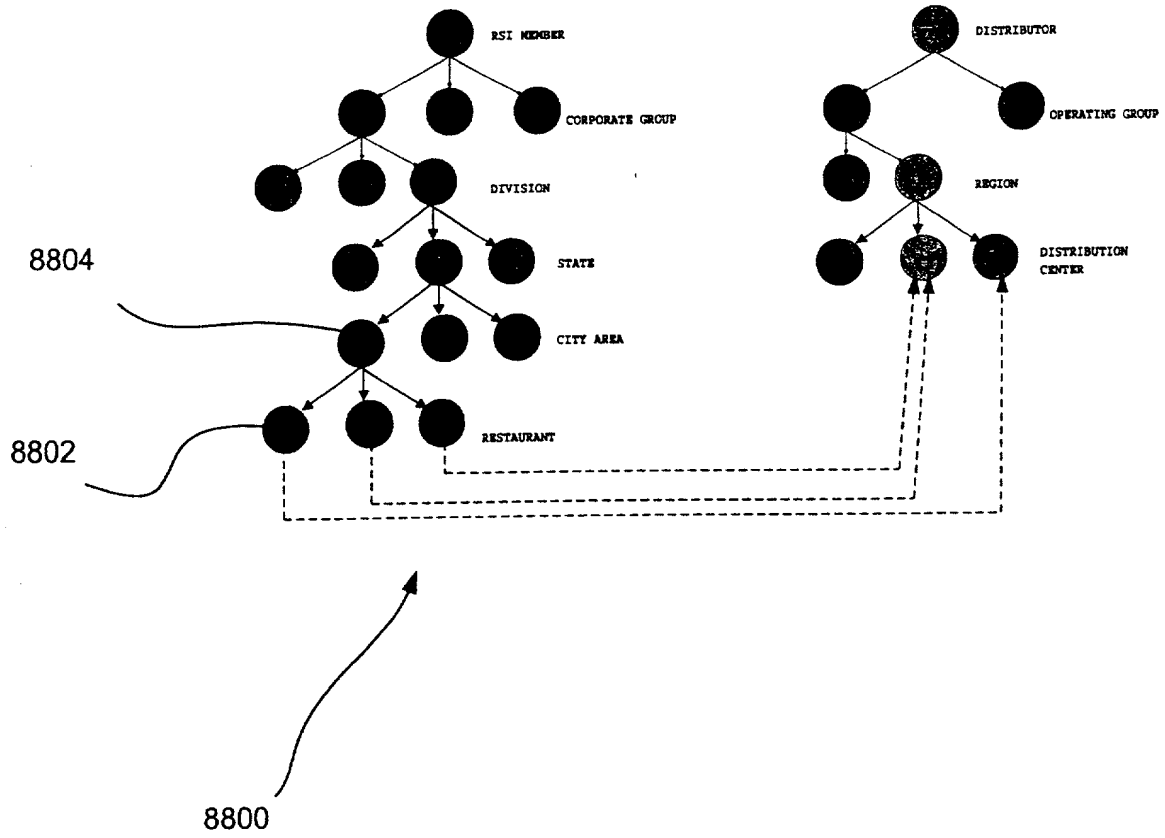 RSI MEMBER
DISTRIBUTOR
CORPORATE GROUP
OPERATING GROUP
DIVISION
REGION
8804
STATE
DISTRIBUTION
CENTER
CITY AREA
8802
RESTAURANT
8800